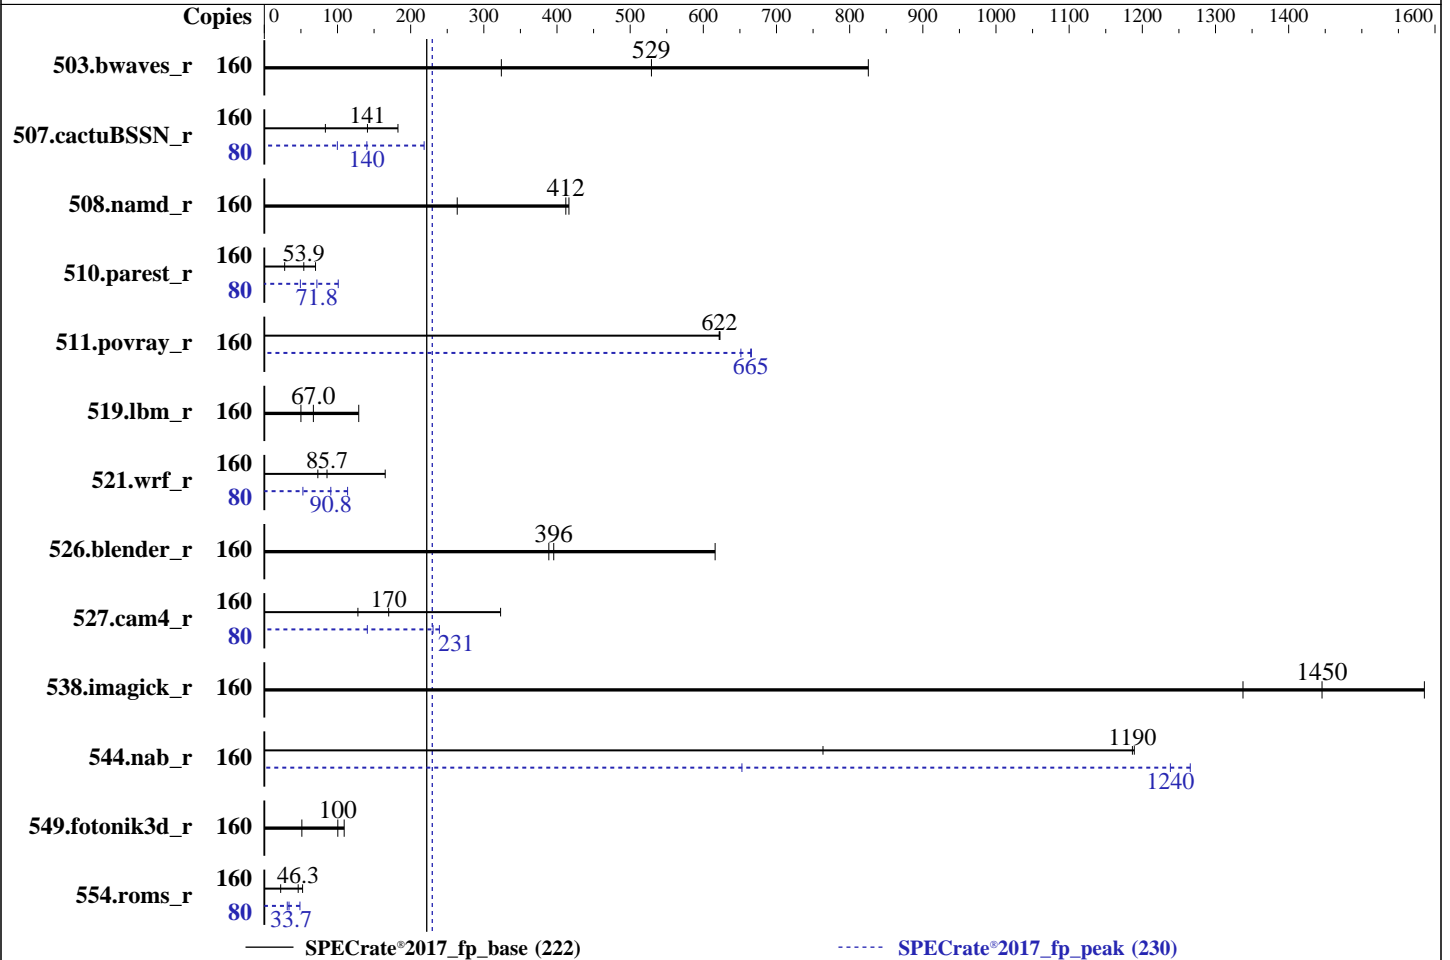 Copies 0 100 200 300 400 500 600 700 800 900 1000 1100 1200 1300 1400 1600
503.bwaves_r 160 529
507.cactuBSSN_r 160 141
80 140
508.namd_r 160 412
510.parest_r 160 53.9
80 71.8
511.povray_r 160 622
665
519.lbm_r 160 67.0
521.wrf_r 160 85.7
80 90.8
526.blender_r 160 396
527.cam4_r 160 170
80 231
538.imagick_r 160 1450
544.nab_r 160 1190
1240
549.fotonik3d_r 160 100
554.roms_r 160 46.3
80 33.7
SPECrate®2017_fp_base (222) SPECrate®2017_fp_peak (230)